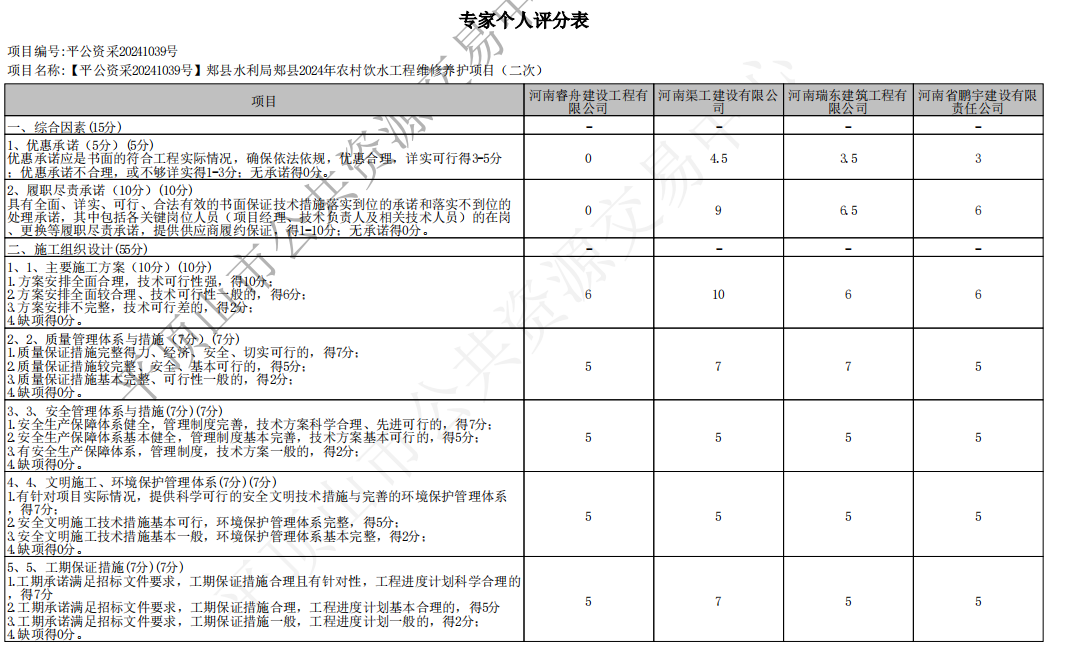 专家个人评分表
项目编号:平公资采20241039号
项目名称:【平公资采20241039号】郏县水利局郏县2024年农村饮水工程维修养护项目（二次）
项目 河南睿舟建设工程有限公司 河南渠工建设有限公司 河南瑞东建筑工程有限公司 河南省鹏宇建设有限责任公司
一、综合因素(15分) - - - -
1、优惠承诺（5分）(5分)
优惠承诺应是书面的符合工程实际情况，确保依法依规，优惠合理，详实可行得3-5分
；优惠承诺不合理，或不够详实得1-3分；无承诺得0分。
0 4.5 3.5 3
2、履职尽责承诺（10分）(10分)
具有全面、详实、可行、合法有效的书面保证技术措施落实到位的承诺和落实不到位的
处理承诺，其中包括各关键岗位人员（项目经理、技术负责人及相关技术人员）的在岗
、更换等履职尽责承诺，提供供应商履约保证，得1-10分；无承诺得0分。
0 9 6.5 6
二、施工组织设计(55分) - - - -
1、1、主要施工方案（10分）(10分)
1.方案安排全面合理，技术可行性强，得10分；
2.方案安排全面较合理、技术可行性一般的，得6分；
3.方案安排不完整，技术可行差的，得2分；
4.缺项得0分。
6 10 6 6
2、2、质量管理体系与措施（7分）(7分)
1.质量保证措施完整得力、经济、安全、切实可行的，得7分；
2.质量保证措施较完整、安全、基本可行的，得5分；
3.质量保证措施基本完整、可行性一般的，得2分；
4.缺项得0分。
5 7 7 5
3、3、安全管理体系与措施(7分)(7分)
1.安全生产保障体系健全，管理制度完善，技术方案科学合理、先进可行的，得7分；
2.安全生产保障体系基本健全，管理制度基本完善，技术方案基本可行的，得5分；
3.有安全生产保障体系，管理制度，技术方案一般的，得2分；
4.缺项得0分。
5 5 5 5
4、4、文明施工、环境保护管理体系(7分)(7分)
1.有针对项目实际情况，提供科学可行的安全文明技术措施与完善的环境保护管理体系
，得7分；
2.安全文明施工技术措施基本可行，环境保护管理体系完整，得5分；
3.安全文明施工技术措施基本一般，环境保护管理体系基本完整，得2分；
4.缺项得0分。
5 5 5 5
5、5、工期保证措施(7分)(7分)
1.工期承诺满足招标文件要求，工期保证措施合理且有针对性，工程进度计划科学合理的
，得7分
2.工期承诺满足招标文件要求，工期保证措施合理，工程进度计划基本合理的，得5分
3.工期承诺满足招标文件要求，工期保证措施一般，工程进度计划一般的，得2分；
4.缺项得0分。
5 7 5 5
平顶山市公共资源交易中
平顶山市公共资源交易中心